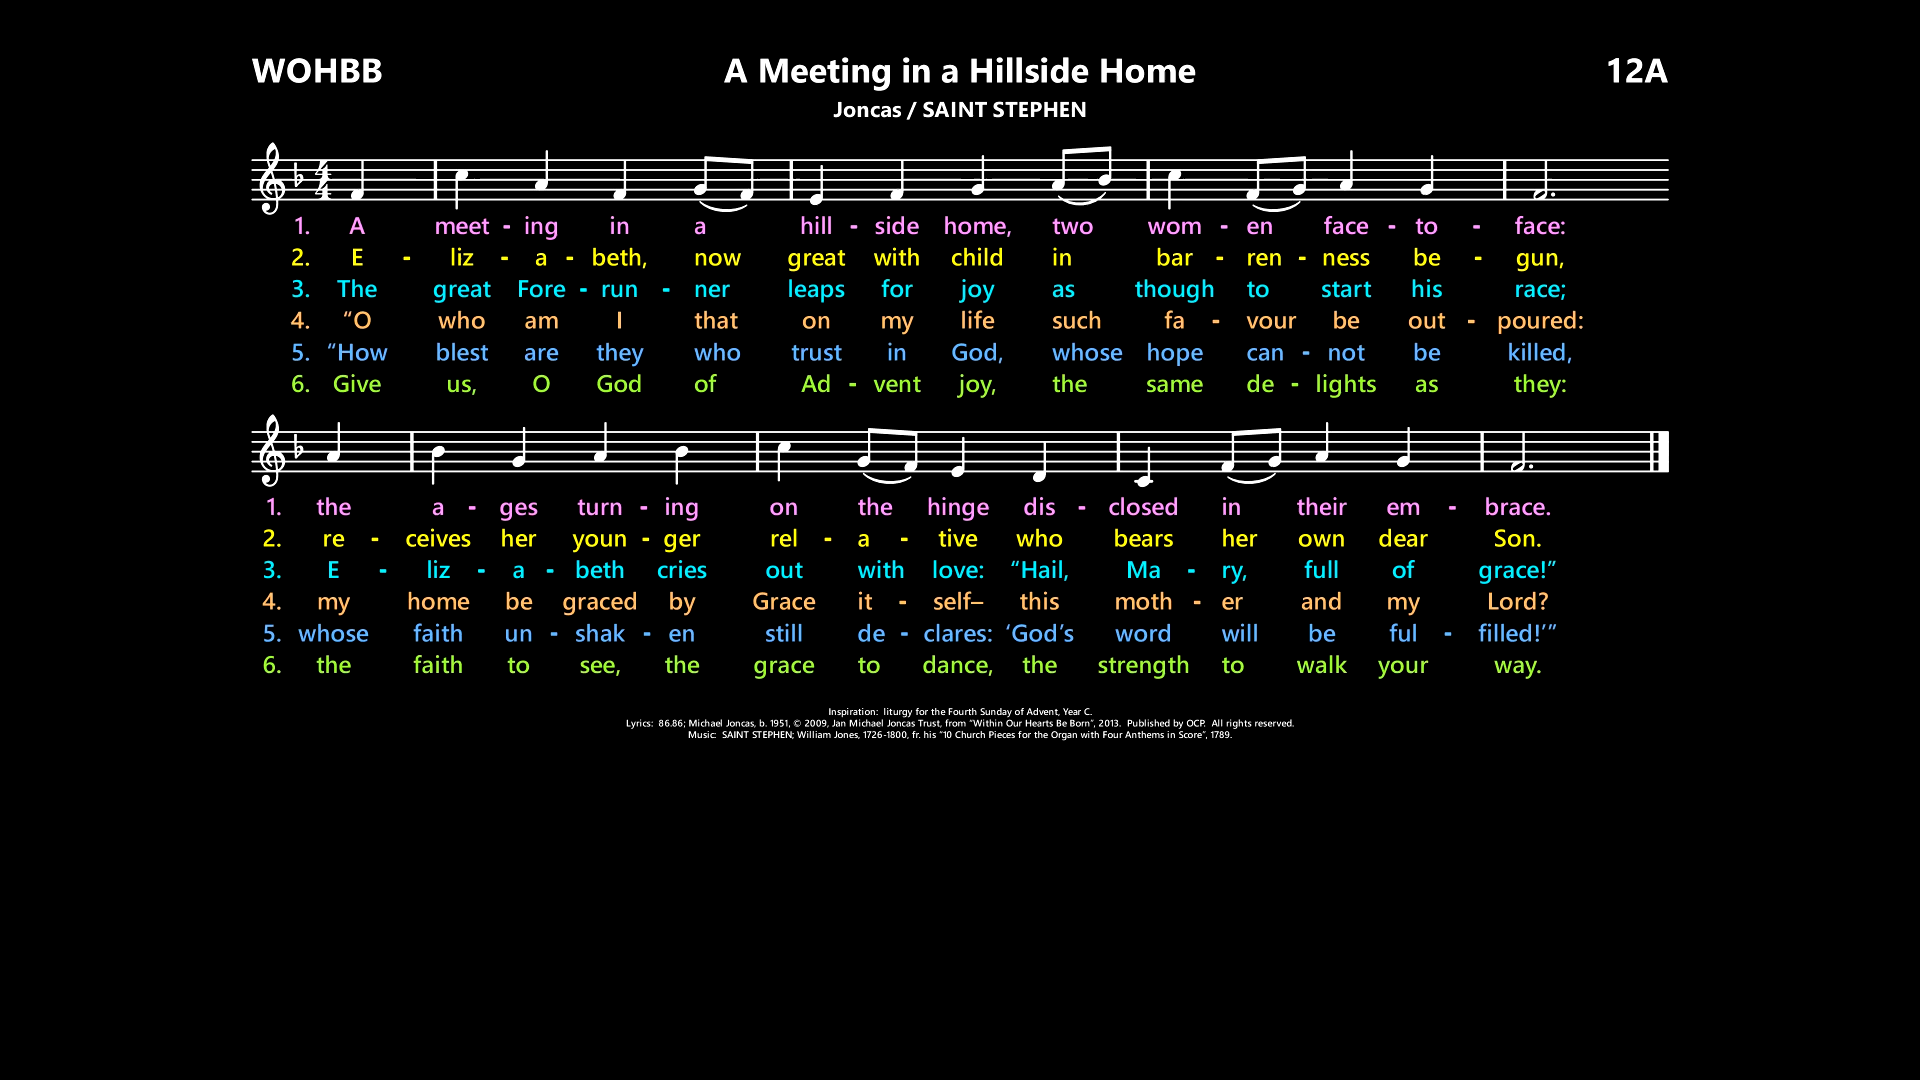 WOHBB A Meeting in a Hillside Home 12A
Joncas / SAINT STEPHEN
1. A meet - ing in a hill - side home, two wom - en face - to - face:
2. E - liz - a - beth, now great with child in bar - ren - ness be - gun,
3. The great Fore - run - ner leaps for joy as though to start his race;
4. “O who am I that on my life such fa - vour be out - poured:
5. “How blest are they who trust in God, whose hope can - not be killed,
6. Give us, O God of Ad - vent joy, the same de - lights as they:
1. the a - ges turn - ing on the hinge dis - closed in their em - brace.
2. re - ceives her youn - ger rel - a - tive who bears her own dear Son.
3. E - liz - a - beth cries out with love: “Hail, Ma - ry, full of grace!”
4. my home be graced by Grace it - self– this moth - er and my Lord?
5. whose faith un - shak - en still de - clares: ‘God’s word will be ful - filled!’”
6. the faith to see, the grace to dance, the strength to walk your way.
Inspiration: liturgy for the Fourth Sunday of Advent, Year C.
Lyrics: 86.86; Michael Joncas, b. 1951, © 2009, Jan Michael Joncas Trust, from “Within Our Hearts Be Born”, 2013. Published by OCP. All rights reserved.
Music: SAINT STEPHEN; William Jones, 1726-1800, fr. his “10 Church Pieces for the Organ with Four Anthems in Score”, 1789.